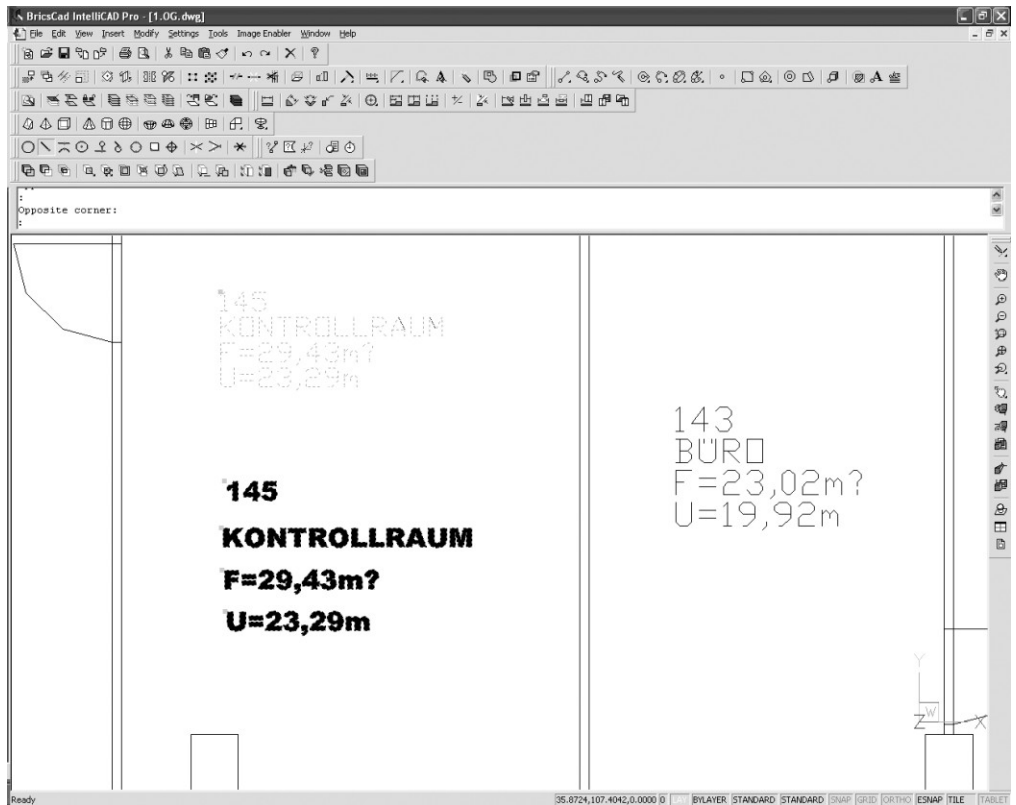 BricsCad IntelliCAD Pro - [1.OG.dwg]
File Edit View Insert Modify Settings Tools Image Enabler Window Help
:
Opposite corner:
:
145
KONTROLLRAUM
F=29,43m?
U=23,29m
143
BÜRO
F=23,02m?
U=19,92m
145
KONTROLLRAUM
F=29,43m?
U=23,29m
Y
W
Z X
Ready 35.8724,107.4042,0.0000 0 BYLAYER STANDARD STANDARD SNAP GRID ORTHO ESNAP TILE TABLET